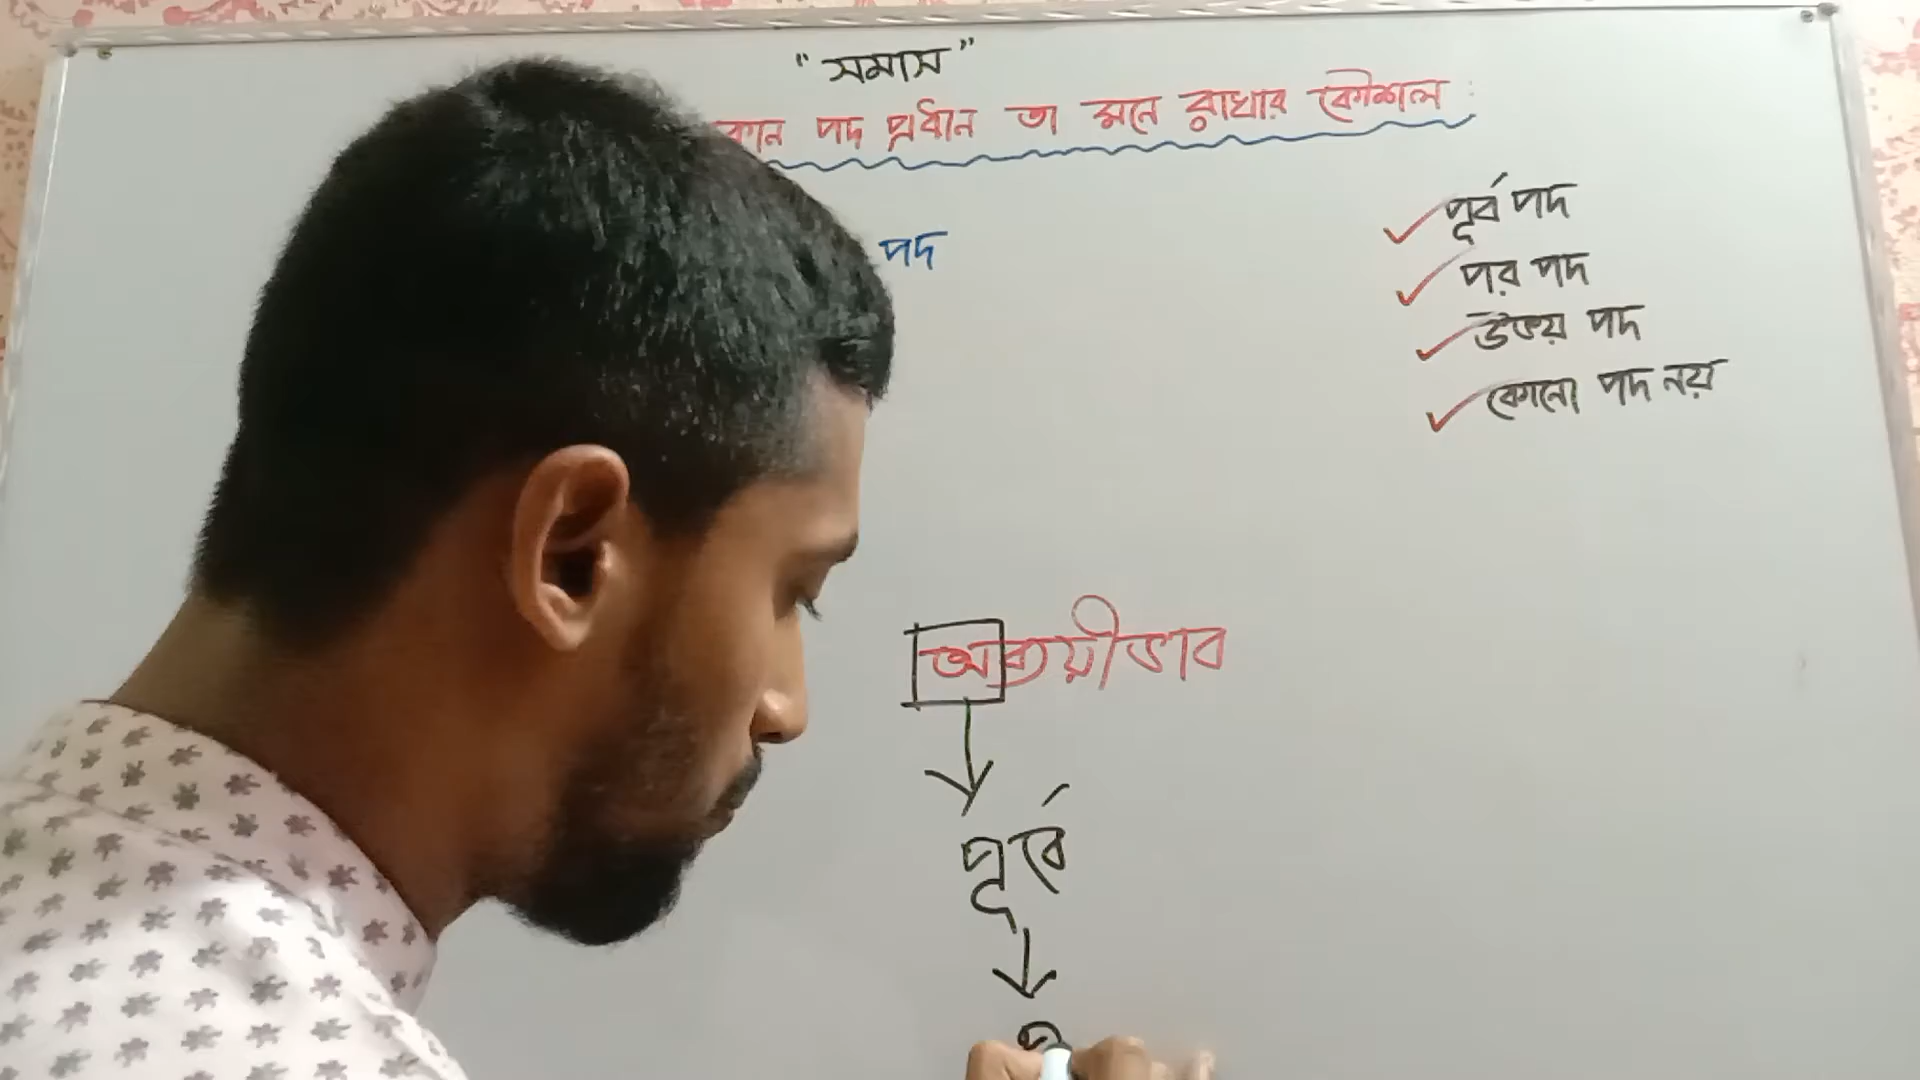 "সমাস"
কোন পদ প্রধান তা মনে রাখার কৌশল :
পদ
পূর্ব পদ
পর পদ
উভয় পদ
কোনো পদ নয়
অব্যয়ীভাব
পূর্বে